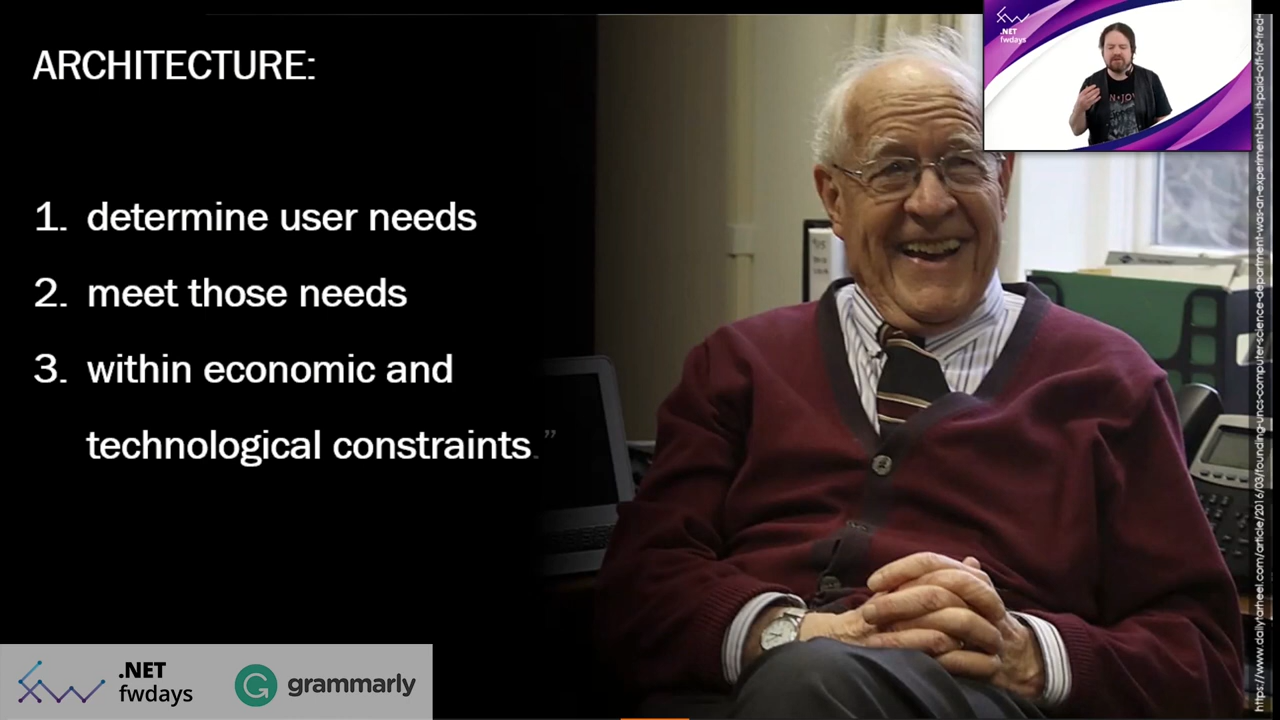 ARCHITECTURE:
1. determine user needs
2. meet those needs
3. within economic and
technological constraints.”
.NET
fwdays
grammarly
.NET
fwdays
https://www.dailytarheel.com/article/2016/03/founding-uncs-computer-science-department-was-an-experiment-but-it-paid-off-for-fred-